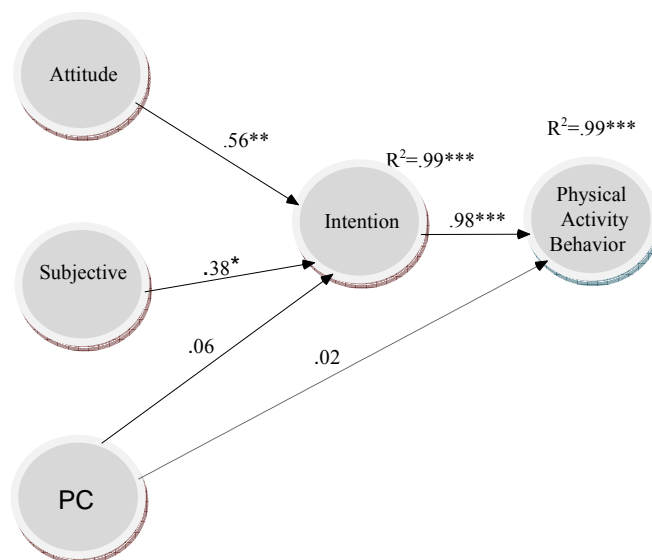 Attitude
.56**
R²=.99***
R²=.99***
Intention
.98***
Physical
Activity
Behavior
Subjective
.38*
.06
.02
PC